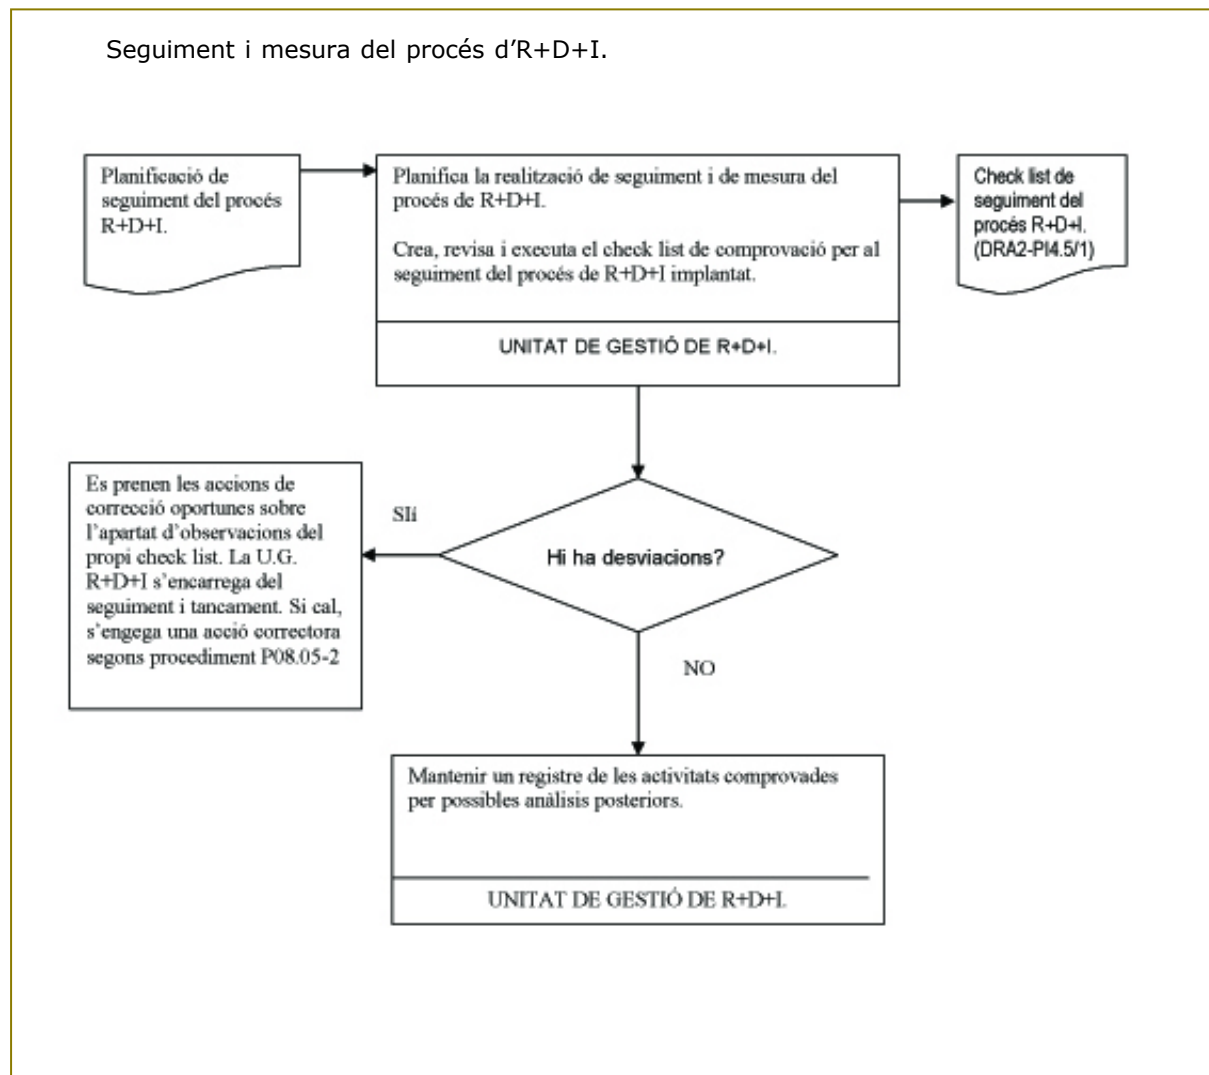 Seguiment i mesura del procés d'R+D+I.
Planificació de
seguiment del procés
R+D+I.
Planifica la realització de seguiment i de mesura del
procés de R+D+I.
Crea, revisa i executa el check list de comprovació per al
seguiment del procés de R+D+I implantat.
UNITAT DE GESTIÓ DE R+D+I.
Check list de
seguiment del
procés R+D+I.
(DRA2-PI4.5/1)
Hi ha desviacions?
SIí
Es prenen les accions de
correcció oportunes sobre
l'apartat d'observacions del
propi check list. La U.G.
R+D+I s'encarrega del
seguiment i tancament. Si cal,
s'engega una acció correctora
segons procediment P08.05-2
NO
Mantenir un registre de les activitats comprovades
per possibles anàlisis posteriors.
UNITAT DE GESTIÓ DE R+D+I.